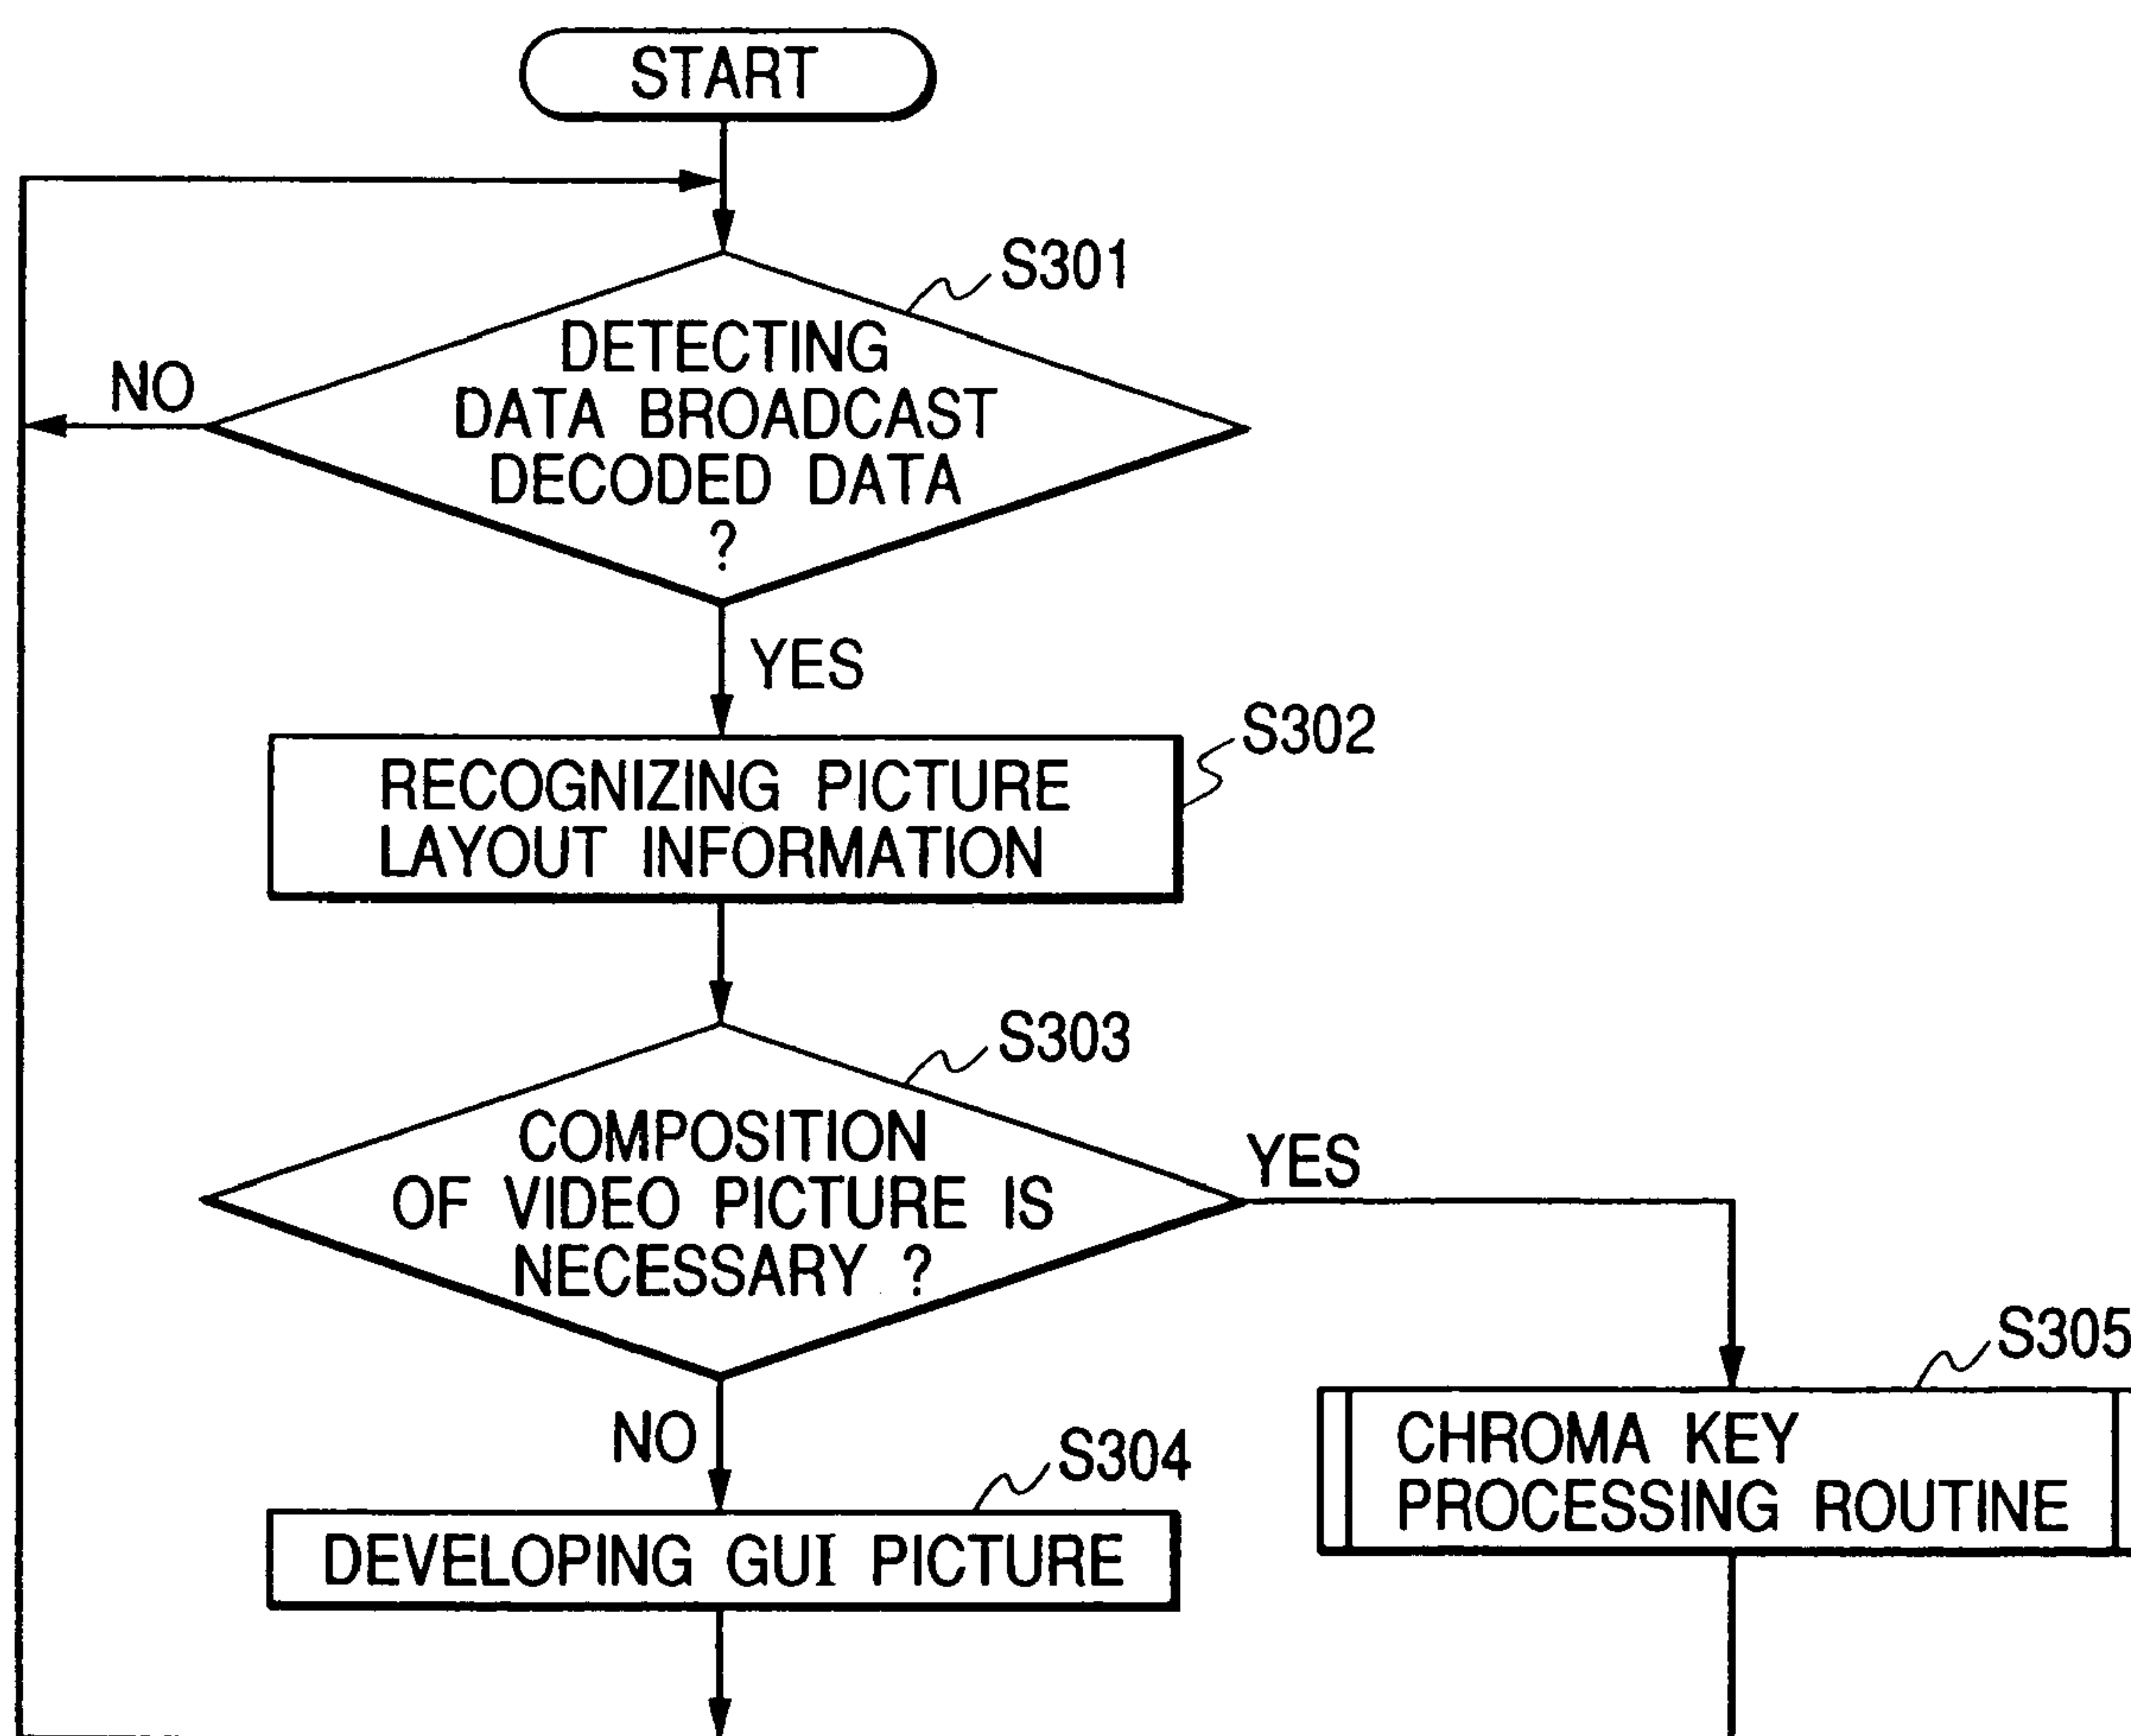 START
S301
DETECTING
DATA BROADCAST
DECODED DATA
?
NO
YES
S302
RECOGNIZING PICTURE
LAYOUT INFORMATION
S303
COMPOSITION
OF VIDEO PICTURE IS
NECESSARY ?
YES
NO
S304
DEVELOPING GUI PICTURE
S305
CHROMA KEY
PROCESSING ROUTINE